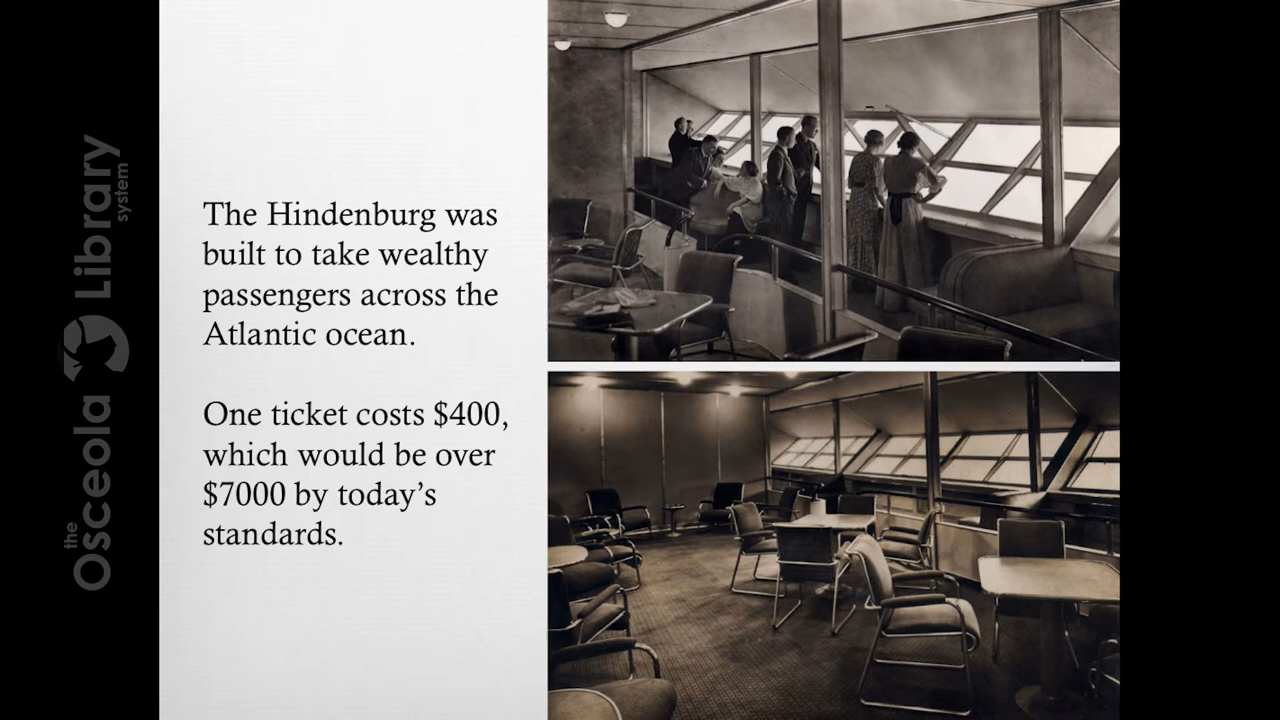 The Hindenburg was
built to take wealthy
passengers across the
Atlantic ocean.
One ticket costs $400,
which would be over
$7000 by today's
standards.
the
Osceola Library
system